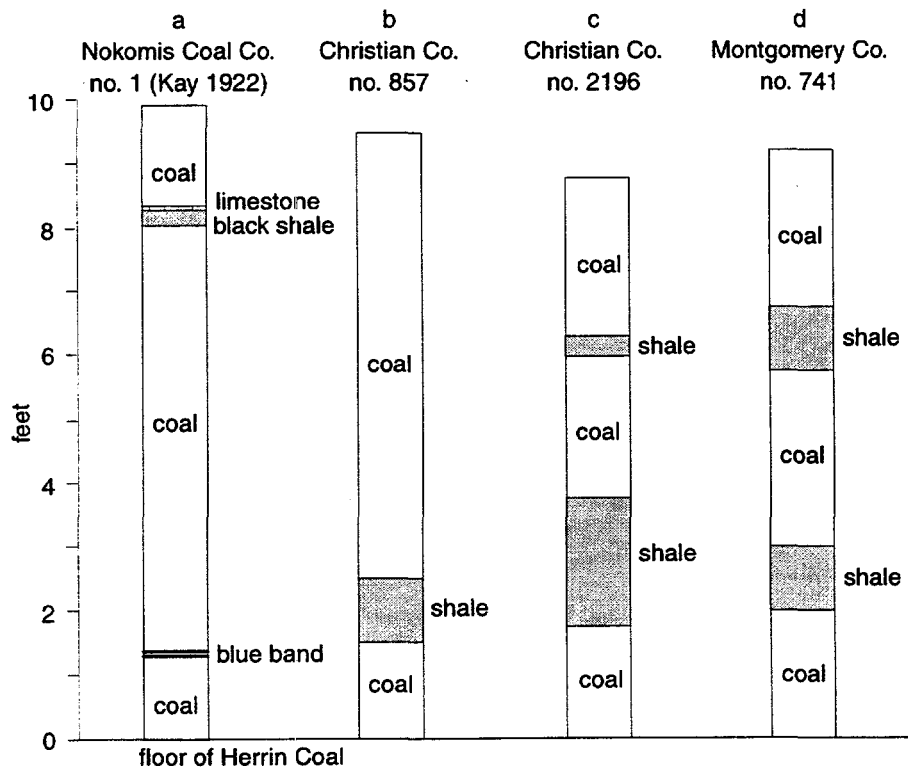 a
Nokomis Coal Co.
no. 1 (Kay 1922)
b
Christian Co.
no. 857
c
Christian Co.
no. 2196
d
Montgomery Co.
no. 741
10
8
6
4
2
0
feet
coal
limestone
black shale
coal
blue band
coal
coal
shale
coal
coal
shale
coal
shale
coal
coal
shale
coal
shale
coal
floor of Herrin Coal